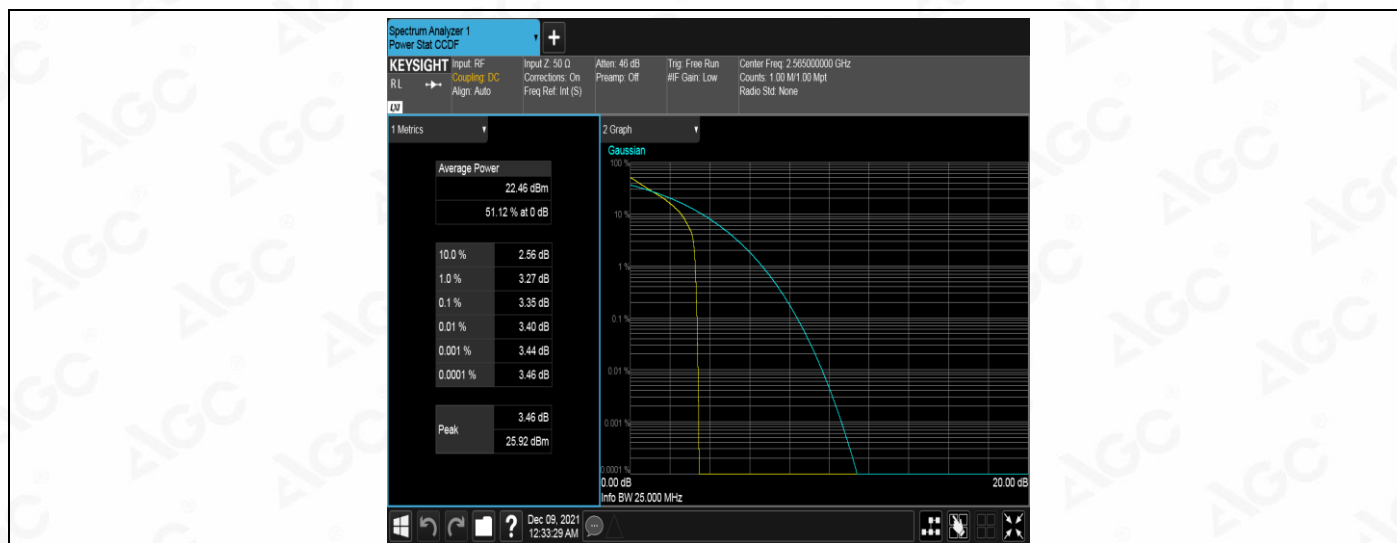 Spectrum Analyzer 1
Power Stat CCDF
KEYSIGHT
R L
LXI
Input: RF
Coupling: DC
Align: Auto
Input Z: 50 Ω
Corrections: On
Freq Ref: Int (S)
Atten: 46 dB
Preamp: Off
Trig: Free Run
#IF Gain: Low
Center Freq: 2.565000000 GHz
Counts: 1.00 M/1.00 Mpt
Radio Std: None
1 Metrics
Average Power
22.46 dBm
51.12 % at 0 dB
10.0 % 2.56 dB
1.0 % 3.27 dB
0.1 % 3.35 dB
0.01 % 3.40 dB
0.001 % 3.44 dB
0.0001 % 3.46 dB
Peak
3.46 dB
25.92 dBm
2 Graph
Gaussian
100 %
10 %
1 %
0.1 %
0.01 %
0.001 %
0.0001 %
0.00 dB 20.00 dB
Info BW 25.000 MHz
? Dec 09, 2021
12:33:29 AM
AGC